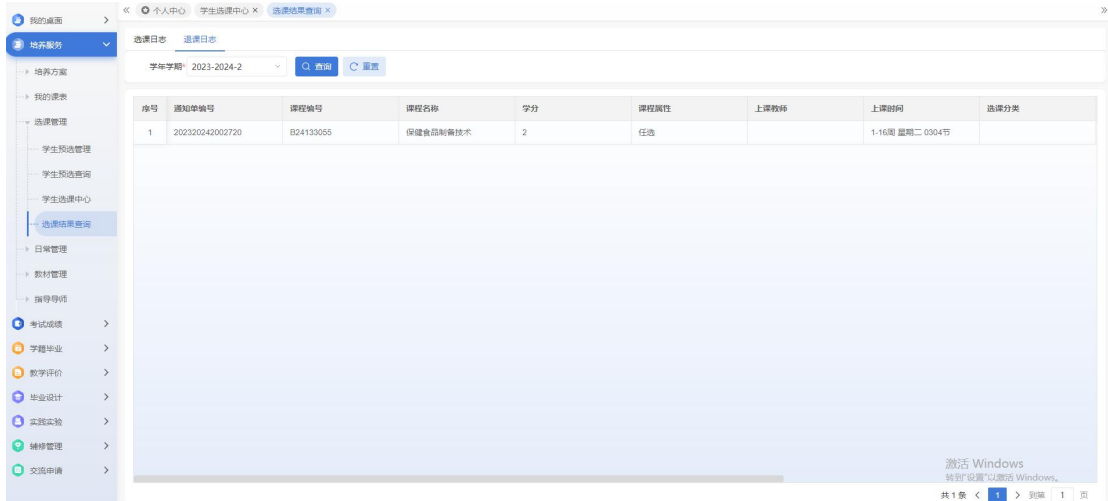 我的桌面
培养服务
培养方案
我的课表
选课管理
学生预选管理
学生预选查询
学生选课中心
选课结果查询
日常管理
教材管理
指导导师
考试成绩
学籍毕业
教学评价
毕业设计
实践实验
辅修管理
交流申请
« 个人中心 学生选课中心 × 选课结果查询 × »
选课日志 退课日志
学年学期* 2023-2024-2 查询 重置
序号 通知单编号 课程编号 课程名称 学分 课程属性 上课教师 上课时间 选课分类
1 202320242002720 B24133055 保健食品制备技术 2 任选 1-16周 星期二 0304节
激活 Windows
转到"设置"以激活 Windows。
共 1 条 < 1 > 到第 1 页